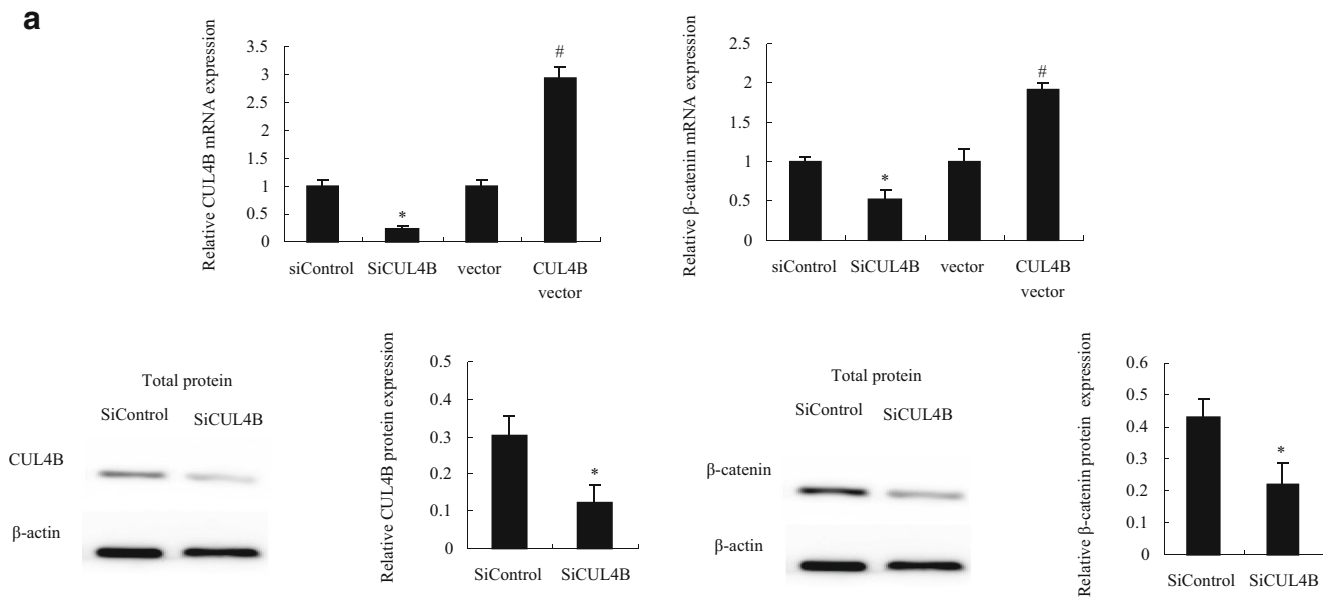 a
Relative CUL4B mRNA expression
3.5
3
2.5
2
1.5
1
0.5
0
*
#
siControl SiCUL4B vector CUL4B
vector
Relative β-catenin mRNA expression
2.5
2
1.5
1
0.5
0
*
#
siControl SiCUL4B vector CUL4B
vector
Total protein
SiControl SiCUL4B
CUL4B
β-actin
Relative CUL4B protein expression
0.5
0.4
0.3
0.2
0.1
0
*
SiControl SiCUL4B
Total protein
SiControl SiCUL4B
β-catenin
β-actin
Relative β-catenin protein expression
0.6
0.5
0.4
0.3
0.2
0.1
0
*
SiControl SiCUL4B